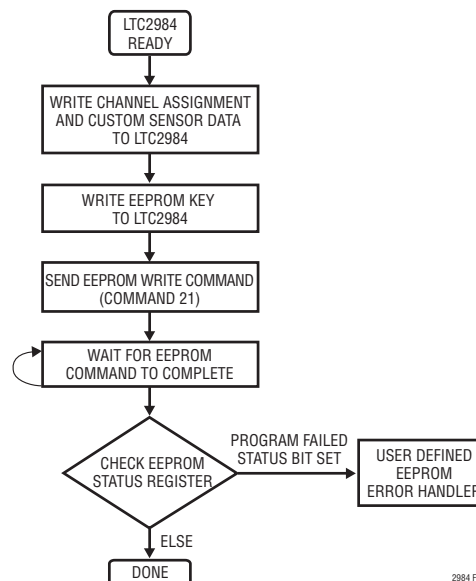 LTC2984
READY
WRITE CHANNEL ASSIGNMENT
AND CUSTOM SENSOR DATA
TO LTC2984
WRITE EEPROM KEY
TO LTC2984
SEND EEPROM WRITE COMMAND
(COMMAND 21)
WAIT FOR EEPROM
COMMAND TO COMPLETE
CHECK EEPROM
STATUS REGISTER
PROGRAM FAILED
STATUS BIT SET
USER DEFINED
EEPROM
ERROR HANDLER
ELSE
DONE
2984 F